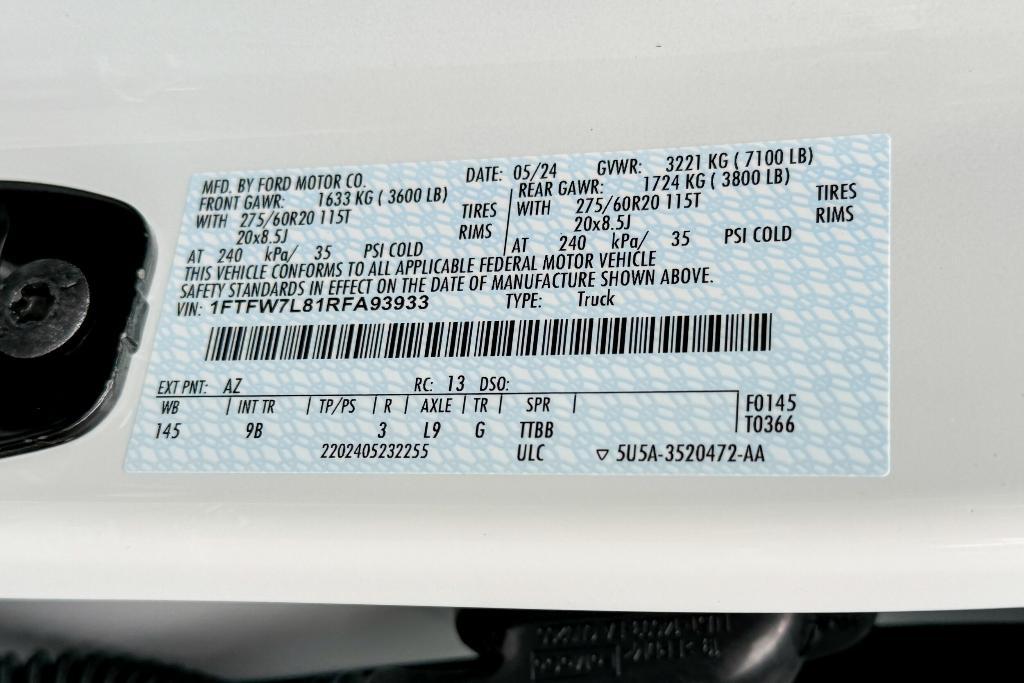 MFD. BY FORD MOTOR CO. DATE: 05/24 GVWR: 3221 KG ( 7100 LB)
FRONT GAWR: 1633 KG ( 3600 LB) REAR GAWR: 1724 KG ( 3800 LB)
WITH 275/60R20 115T TIRES WITH 275/60R20 115T TIRES
20x8.5J RIMS 20x8.5J RIMS
AT 240 kPa/ 35 PSI COLD AT 240 kPa/ 35 PSI COLD
THIS VEHICLE CONFORMS TO ALL APPLICABLE FEDERAL MOTOR VEHICLE
SAFETY STANDARDS IN EFFECT ON THE DATE OF MANUFACTURE SHOWN ABOVE.
VIN: 1FTFW7L81RFA93933 TYPE: Truck
EXT PNT: AZ RC: 13 DSO:
WB INT TR TP/PS R AXLE TR SPR F0145
145 9B 3 L9 G TTBB T0366
2202405232255 ULC ▽ 5U5A-3520472-AA